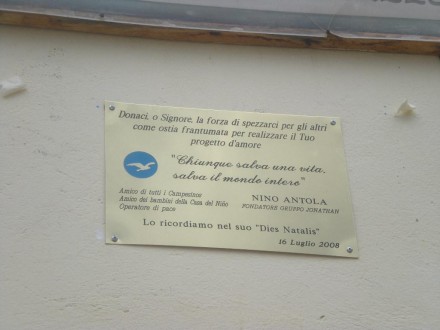 Donaci, o Signore, la forza di spezzarci per gli altri
come ostia frantumata per realizzare il Tuo
progetto d'amore
"Chiunque salva una vita,
salva il mondo intero"
Amico di tutti i Campesinos
Amico dei bambini della Casa del Niño
Operatore di pace
NINO ANTOLA
FONDATORE GRUPPO JONATHAN
Lo ricordiamo nel suo "Dies Natalis"
16 Luglio 2008